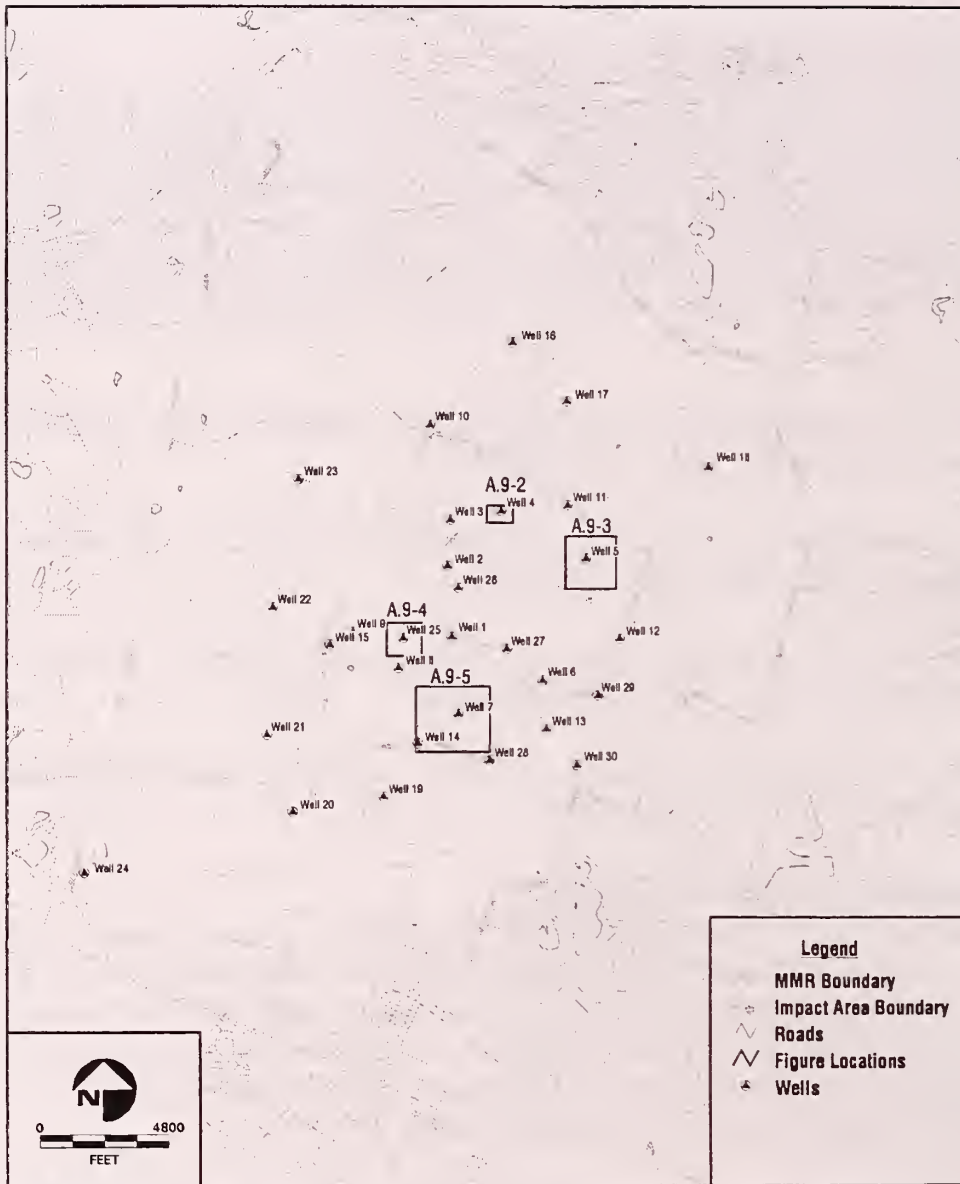 Well 16
Well 17
Well 10
Well 18
Well 23
A.9-2
Well 4
Well 11
Well 3
A.9-3
Well 5
Well 2
Well 26
Well 22
A.9-4
Well 9
Well 25
Well 1
Well 12
Well 15
Well 27
Well 8
Well 6
A.9-5
Well 29
Well 7
Well 13
Well 21
Well 14
Well 28
Well 30
Well 19
Well 20
Well 24
Legend
MMR Boundary
Impact Area Boundary
Roads
Figure Locations
Wells
N
0 4800
FEET